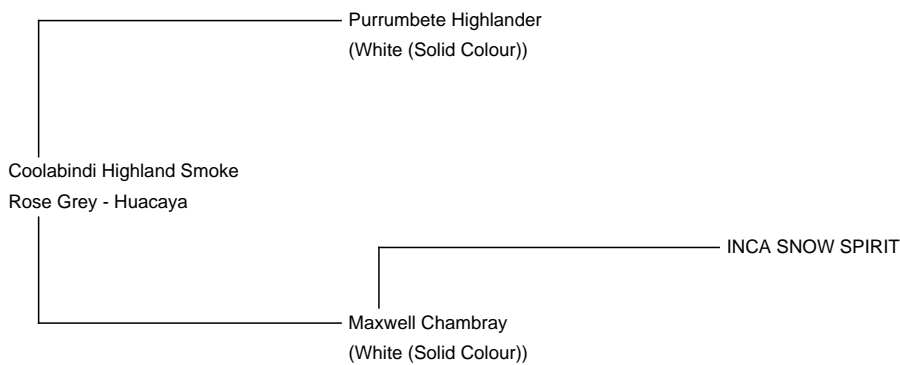 Purrumbete Highlander
(White (Solid Colour))
Coolabindi Highland Smoke
Rose Grey - Huacaya
INCA SNOW SPIRIT
Maxwell Chambray
(White (Solid Colour))